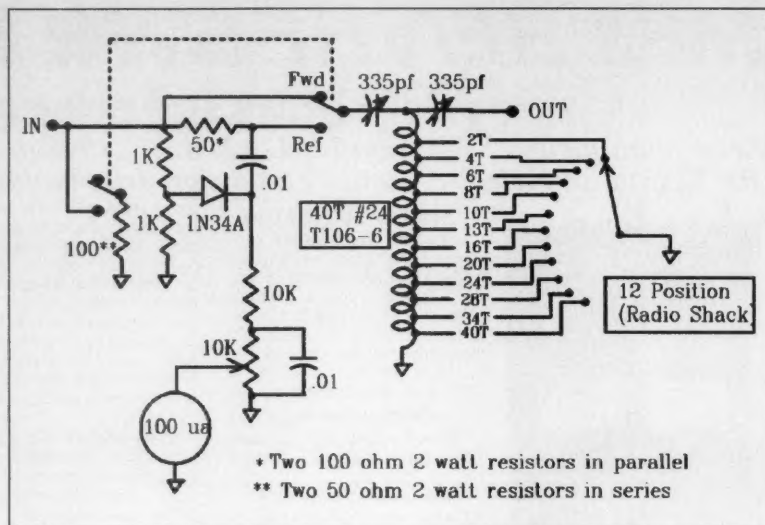 Fwd
335pf
335pf
IN
OUT
50*
Ref
1K
.01
1N34A
1K
100**
40T #24
T106-6
2T
4T
6T
8T
10T
13T
16T
20T
24T
28T
34T
40T
12 Position
(Radio Shack
10K
10K
.01
100 ua
* Two 100 ohm 2 watt resistors in parallel
** Two 50 ohm 2 watt resistors in series